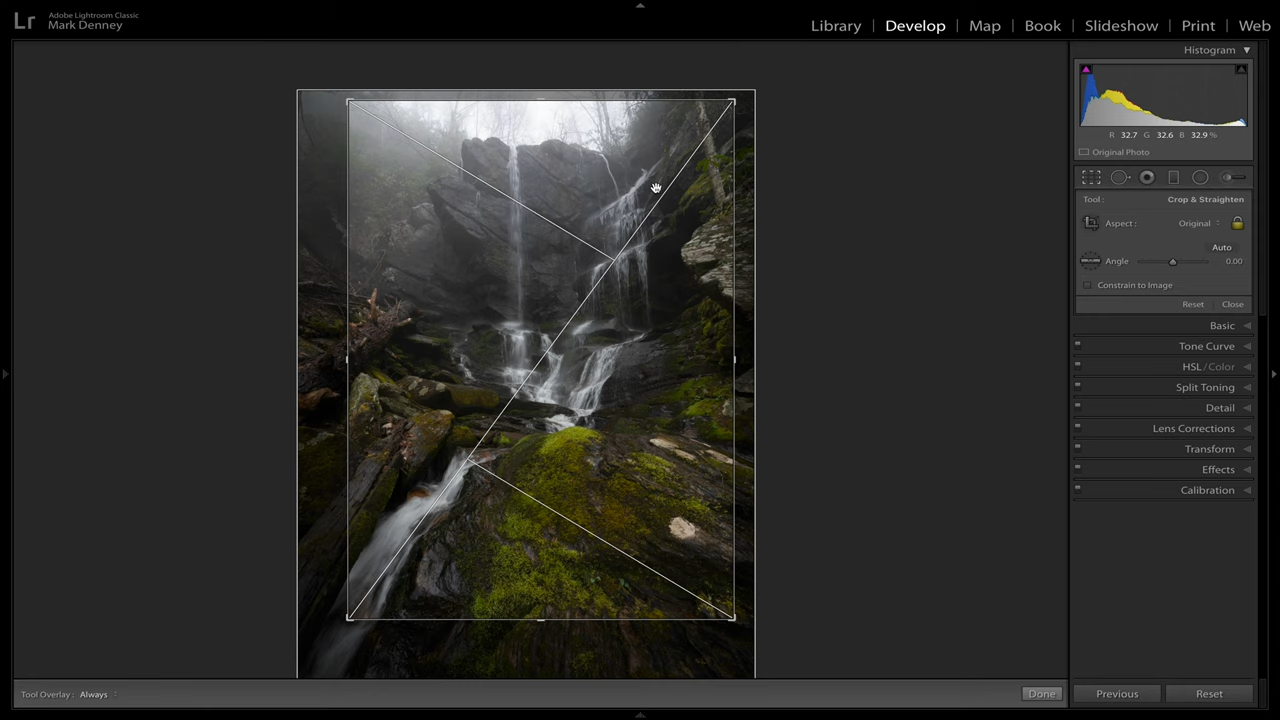 Lr
Adobe Lightroom Classic
Mark Denney
Library | Develop | Map | Book | Slideshow | Print | Web
Histogram
R 32.7 G 32.6 B 32.9 %
Original Photo
Tool : Crop & Straighten
Aspect : Original
Auto
Angle 0.00
Constrain to Image
Reset Close
Basic
Tone Curve
HSL / Color
Split Toning
Detail
Lens Corrections
Transform
Effects
Calibration
Tool Overlay : Always Done
Previous Reset